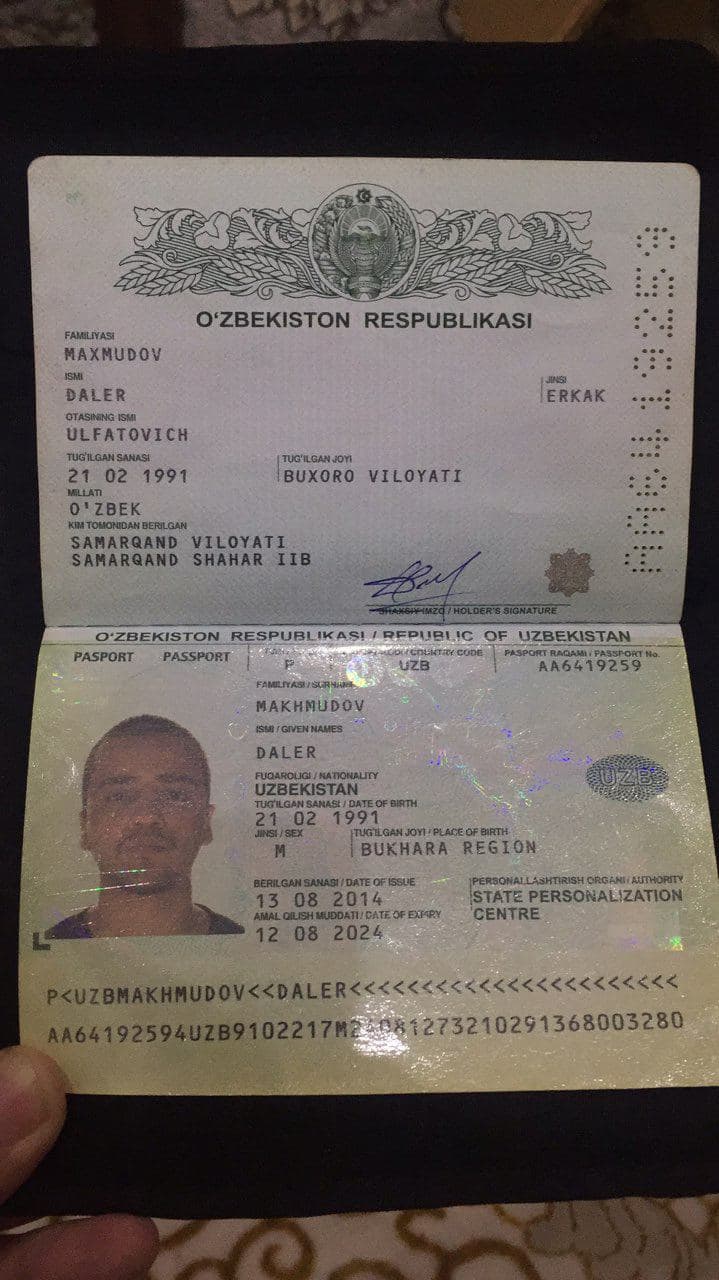 O'ZBEKISTON RESPUBLIKASI
FAMILIYASI
MAXMUDOV
ISMI
DALER
JINSI
ERKAK
OTASINING ISMI
ULFATOVICH
TUG'ILGAN SANASI
21 02 1991
TUG'ILGAN JOYI
BUXORO VILOYATI
MILLATI
O'ZBEK
KIM TOMONIDAN BERILGAN
SAMARQAND VILOYATI
SAMARQAND SHAHAR IIB
SHAXSIY IMZO / HOLDER'S SIGNATURE
AA6419259
O'ZBEKISTON RESPUBLIKASI / REPUBLIC OF UZBEKISTAN
PASPORT PASSPORT
P
/ COUNTRY CODE
UZB
PASPORT RAQAMI / PASSPORT No.
AA6419259
FAMILIYASI / SURNAME
MAKHMUDOV
ISMI / GIVEN NAMES
DALER
FUQAROLIGI / NATIONALITY
UZBEKISTAN
UZB
TUG'ILGAN SANASI / DATE OF BIRTH
21 02 1991
JINSI / SEX
M
TUG'ILGAN JOYI / PLACE OF BIRTH
BUKHARA REGION
BERILGAN SANASI / DATE OF ISSUE
13 08 2014
PERSONALLASHTIRISH ORGANI / AUTHORITY
STATE PERSONALIZATION
CENTRE
AMAL QILISH MUDDATI / DATE OF EXPIRY
12 08 2024
P<UZBMAKHMUDOV<<DALER<<<<<<<<<<<<<<<<<<<<<<<
AA64192594UZB9102217M24081273210291368003280